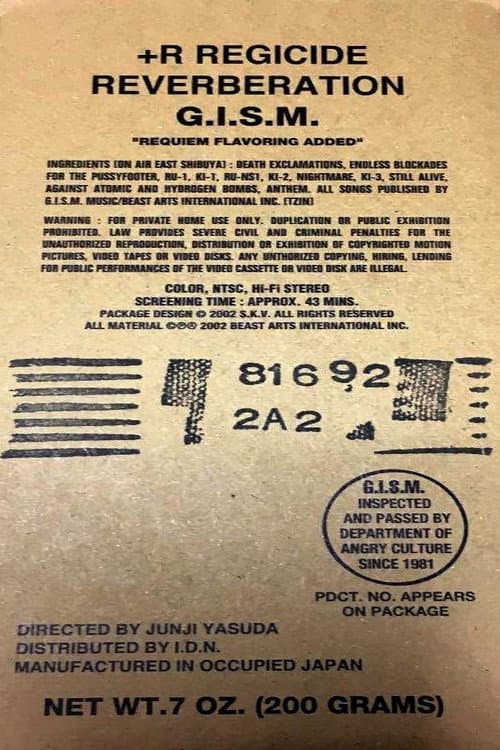 +R REGICIDE
REVERBERATION
G.I.S.M.
"REQUIEM FLAVORING ADDED"
INGREDIENTS [ON AIR EAST SHIBUYA] : DEATH EXCLAMATIONS, ENDLESS BLOCKADES
FOR THE PUSSYFOOTER, RU-1, KI-1, RU-NS1, KI-2, NIGHTMARE, KI-3, STILL ALIVE,
AGAINST ATOMIC AND HYDROGEN BOMBS, ANTHEM. ALL SONGS PUBLISHED BY
G.I.S.M. MUSIC/BEAST ARTS INTERNATIONAL INC. [TZIN]
WARNING : FOR PRIVATE HOME USE ONLY. DUPLICATION OR PUBLIC EXHIBITION
PROHIBITED. LAW PROVIDES SEVERE CIVIL AND CRIMINAL PENALTIES FOR THE
UNAUTHORIZED REPRODUCTION, DISTRIBUTION OR EXHIBITION OF COPYRIGHTED MOTION
PICTURES, VIDEO TAPES OR VIDEO DISKS. ANY UNTHORIZED COPYING, HIRING, LENDING
FOR PUBLIC PERFORMANCES OF THE VIDEO CASSETTE OR VIDEO DISK ARE ILLEGAL.
COLOR, NTSC, Hi-Fi STEREO
SCREENING TIME : APPROX. 43 MINS.
PACKAGE DESIGN © 2002 S.K.V. ALL RIGHTS RESERVED
ALL MATERIAL ©℗® 2002 BEAST ARTS INTERNATIONAL INC.
81692
2A2
G.I.S.M.
INSPECTED
AND PASSED BY
DEPARTMENT OF
ANGRY CULTURE
SINCE 1981
PDCT. NO. APPEARS
ON PACKAGE
DIRECTED BY JUNJI YASUDA
DISTRIBUTED BY I.D.N.
MANUFACTURED IN OCCUPIED JAPAN
NET WT.7 OZ. (200 GRAMS)